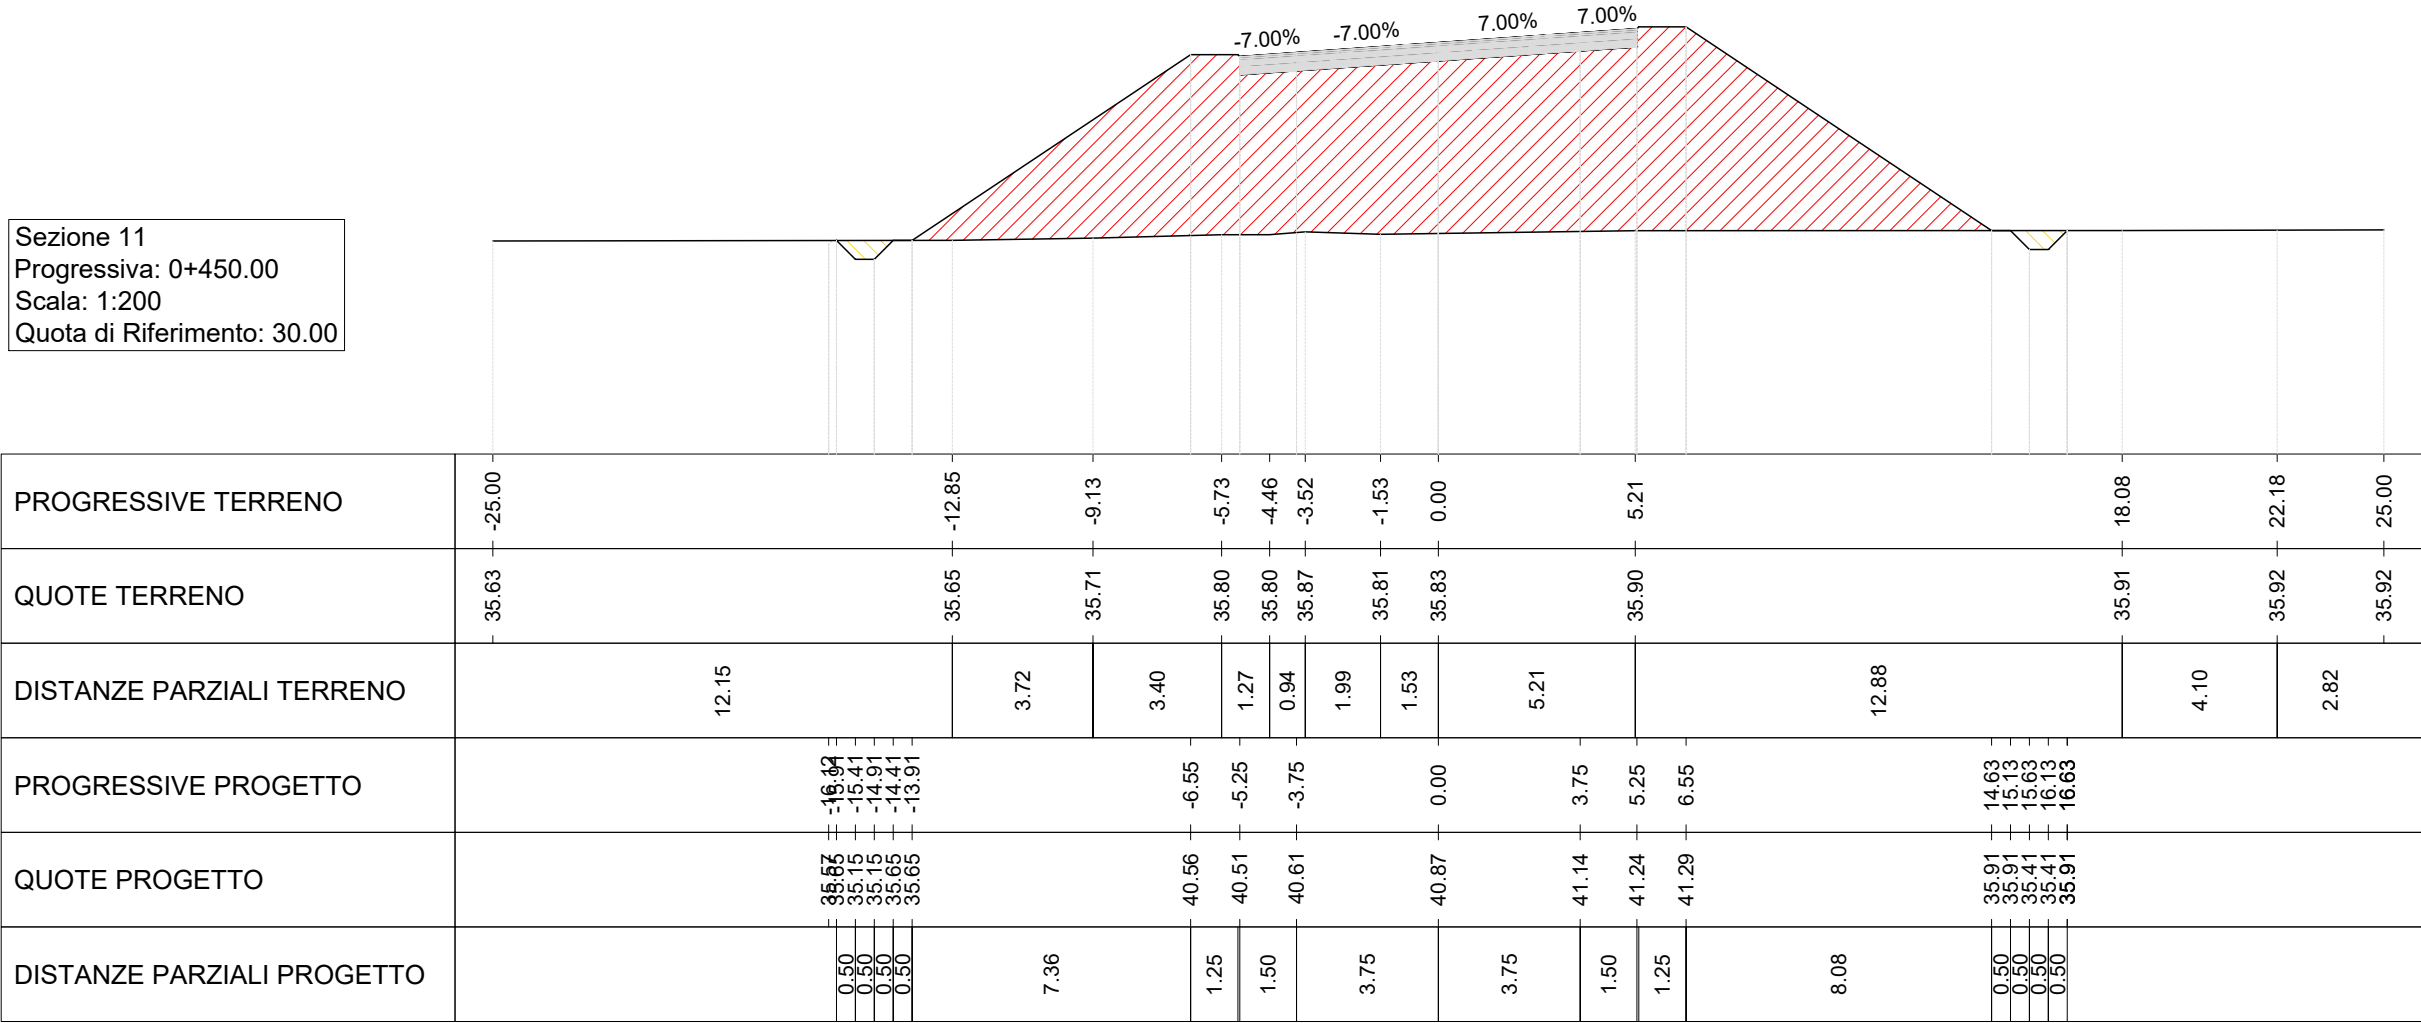 -7.00% -7.00% 7.00% 7.00%
Sezione 11
Progressiva: 0+450.00
Scala: 1:200
Quota di Riferimento: 30.00
PROGRESSIVE TERRENO -25.00 -12.85 -9.13 -5.73 -4.46 -3.52 -1.53 0.00 5.21 18.08 22.18 25.00
QUOTE TERRENO 35.63 35.65 35.71 35.80 35.80 35.87 35.81 35.83 35.90 35.91 35.92 35.92
DISTANZE PARZIALI TERRENO 12.15 3.72 3.40 1.27 0.94 1.99 1.53 5.21 12.88 4.10 2.82
PROGRESSIVE PROGETTO -16.12 -15.91 -15.41 -14.91 -14.41 -13.91 -6.55 -5.25 -3.75 0.00 3.75 5.25 6.55 14.63 15.13 15.63 16.13 16.63
QUOTE PROGETTO 35.57 35.65 35.15 35.15 35.65 35.65 40.56 40.51 40.61 40.87 41.14 41.24 41.29 35.91 35.91 35.41 35.41 35.91
DISTANZE PARZIALI PROGETTO 0.50 0.50 0.50 0.50 7.36 1.25 1.50 3.75 3.75 1.50 1.25 8.08 0.50 0.50 0.50 0.50